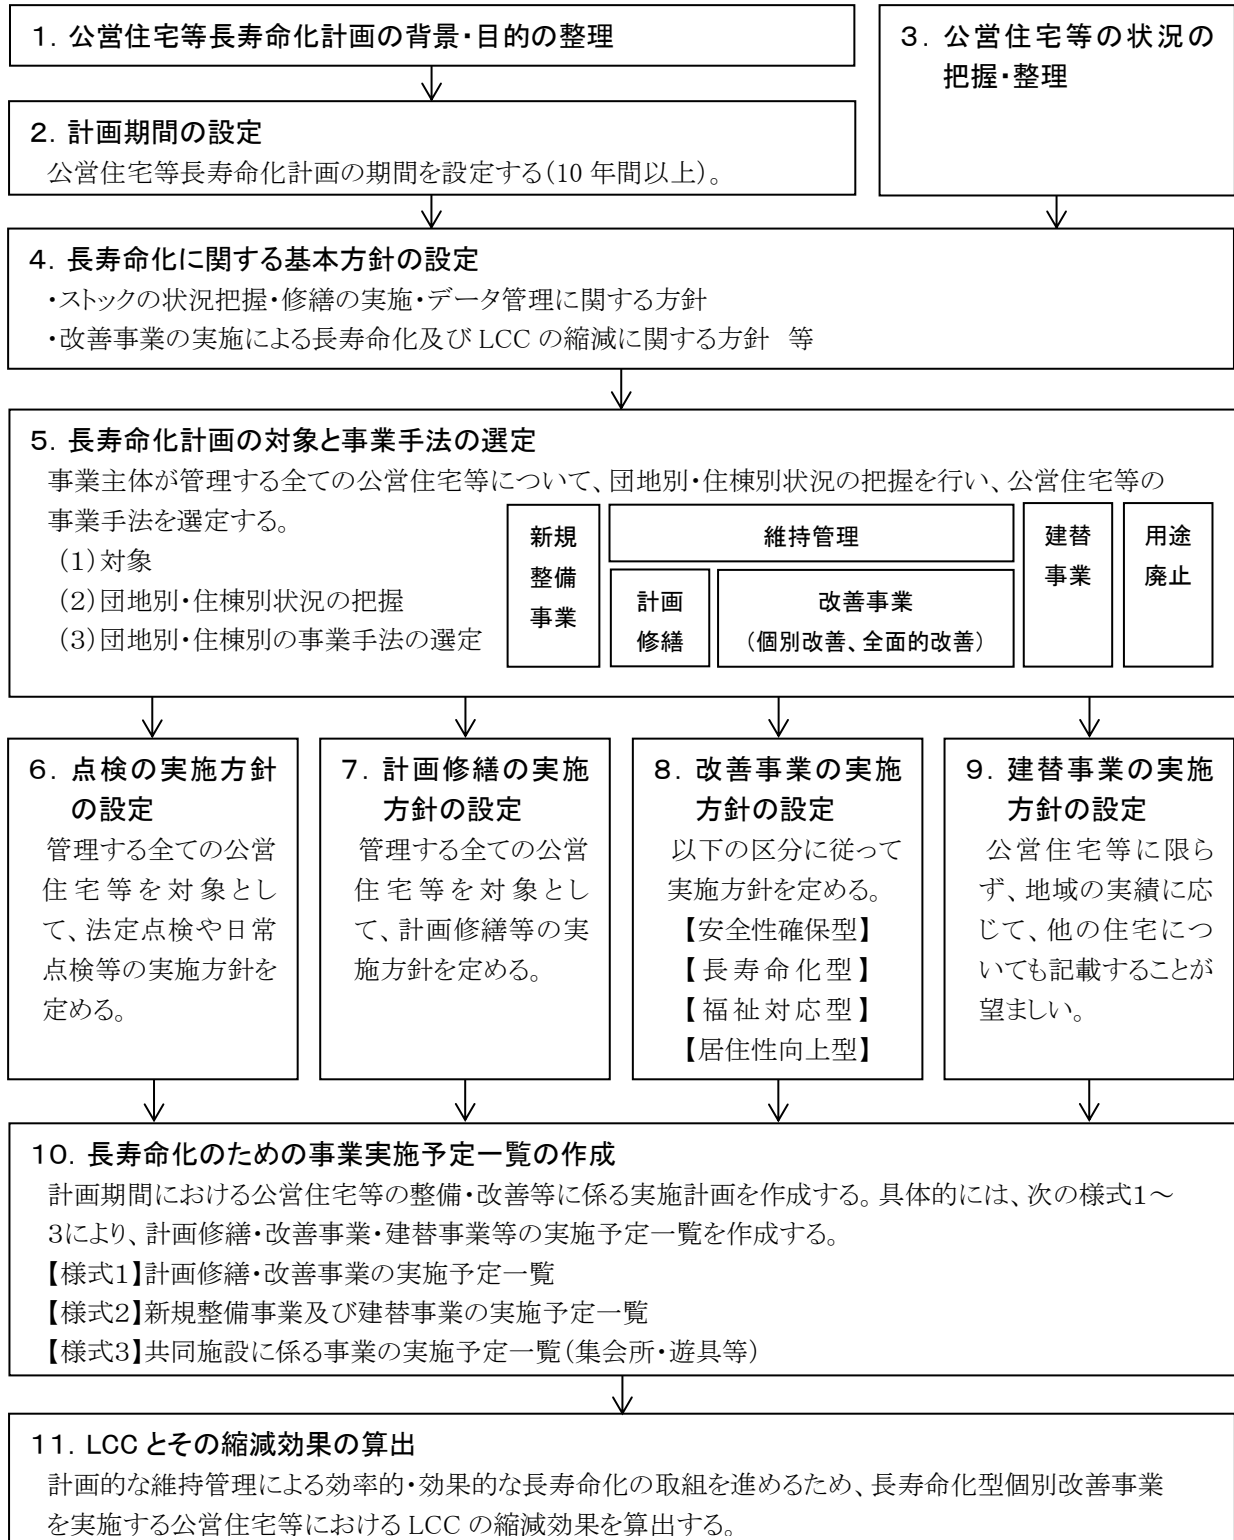 1．公営住宅等長寿命化計画の背景・目的の整理
2．計画期間の設定
公営住宅等長寿命化計画の期間を設定する（10 年間以上）。
3．公営住宅等の状況の
把握・整理
4．長寿命化に関する基本方針の設定
・ストックの状況把握・修繕の実施・データ管理に関する方針
・改善事業の実施による長寿命化及び LCC の縮減に関する方針　等
5．長寿命化計画の対象と事業手法の選定
事業主体が管理する全ての公営住宅等について、団地別・住棟別状況の把握を行い、公営住宅等の
事業手法を選定する。
（1）対象
（2）団地別・住棟別状況の把握
（3）団地別・住棟別の事業手法の選定
新規
整備
事業
維持管理
計画
修繕
改善事業
（個別改善、全面的改善）
建替
事業
用途
廃止
6．点検の実施方針
の設定
管理する全ての公営
住宅等を対象とし
て、法定点検や日常
点検等の実施方針を
定める。
7．計画修繕の実施
方針の設定
管理する全ての公営
住宅等を対象とし
て、計画修繕等の実
施方針を定める。
8．改善事業の実施
方針の設定
以下の区分に従って
実施方針を定める。
【安全性確保型】
【長寿命化型】
【福祉対応型】
【居住性向上型】
9．建替事業の実施
方針の設定
公営住宅等に限ら
ず、地域の実績に応
じて、他の住宅につ
いても記載することが
望ましい。
10．長寿命化のための事業実施予定一覧の作成
計画期間における公営住宅等の整備・改善等に係る実施計画を作成する。具体的には、次の様式1～
3により、計画修繕・改善事業・建替事業等の実施予定一覧を作成する。
【様式1】計画修繕・改善事業の実施予定一覧
【様式2】新規整備事業及び建替事業の実施予定一覧
【様式3】共同施設に係る事業の実施予定一覧（集会所・遊具等）
11．LCC とその縮減効果の算出
計画的な維持管理による効率的・効果的な長寿命化の取組を進めるため、長寿命化型個別改善事業
を実施する公営住宅等における LCC の縮減効果を算出する。